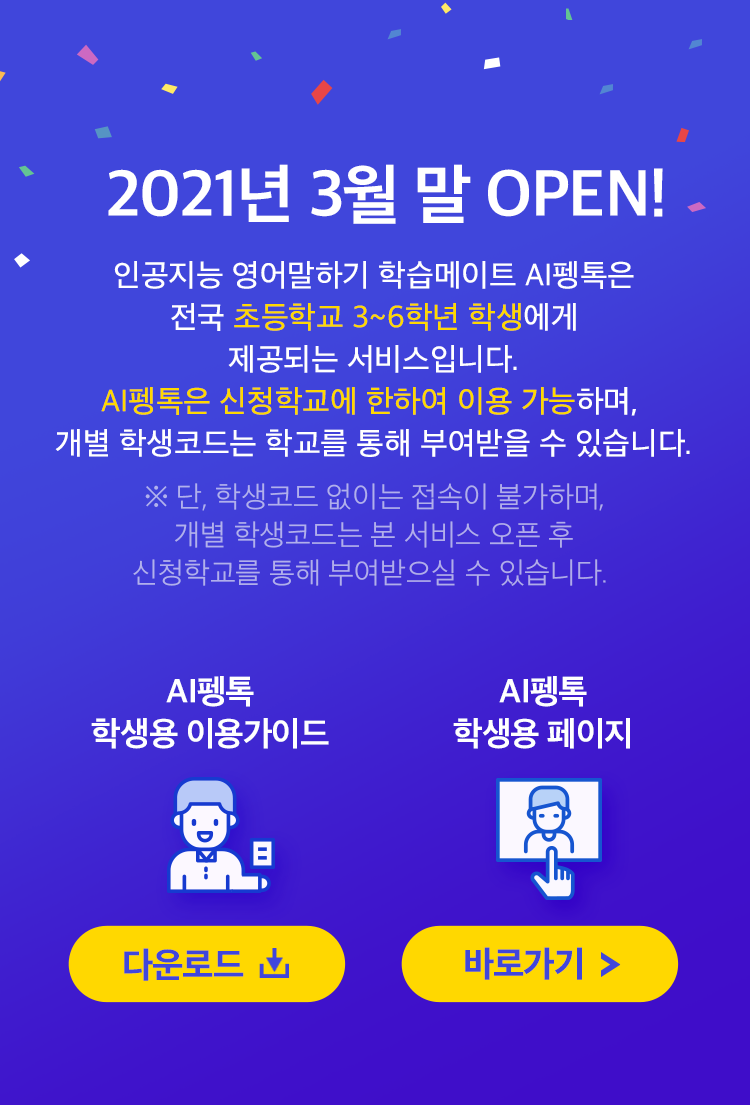 2021년 3월 말 OPEN!
인공지능 영어말하기 학습메이트 AI펭톡은
전국 초등학교 3~6학년 학생에게
제공되는 서비스입니다.
AI펭톡은 신청학교에 한하여 이용 가능하며,
개별 학생코드는 학교를 통해 부여받을 수 있습니다.
※ 단, 학생코드 없이는 접속이 불가하며,
개별 학생코드는 본 서비스 오픈 후
신청학교를 통해 부여받으실 수 있습니다.
AI펭톡
학생용 이용가이드
다운로드
AI펭톡
학생용 페이지
바로가기 >